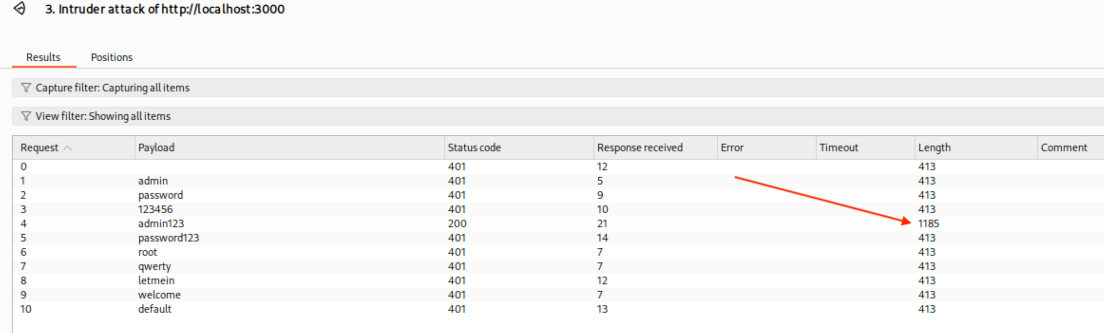 3. Intruder attack of http://localhost:3000
Results Positions
Capture filter: Capturing all items
View filter: Showing all items
Request Payload Status code Response received Error Timeout Length Comment
0 401 12 413
1 admin 401 5 413
2 password 401 9 413
3 123456 401 10 413
4 admin123 200 21 1185
5 password123 401 14 413
6 root 401 7 413
7 qwerty 401 7 413
8 letmein 401 12 413
9 welcome 401 7 413
10 default 401 13 413